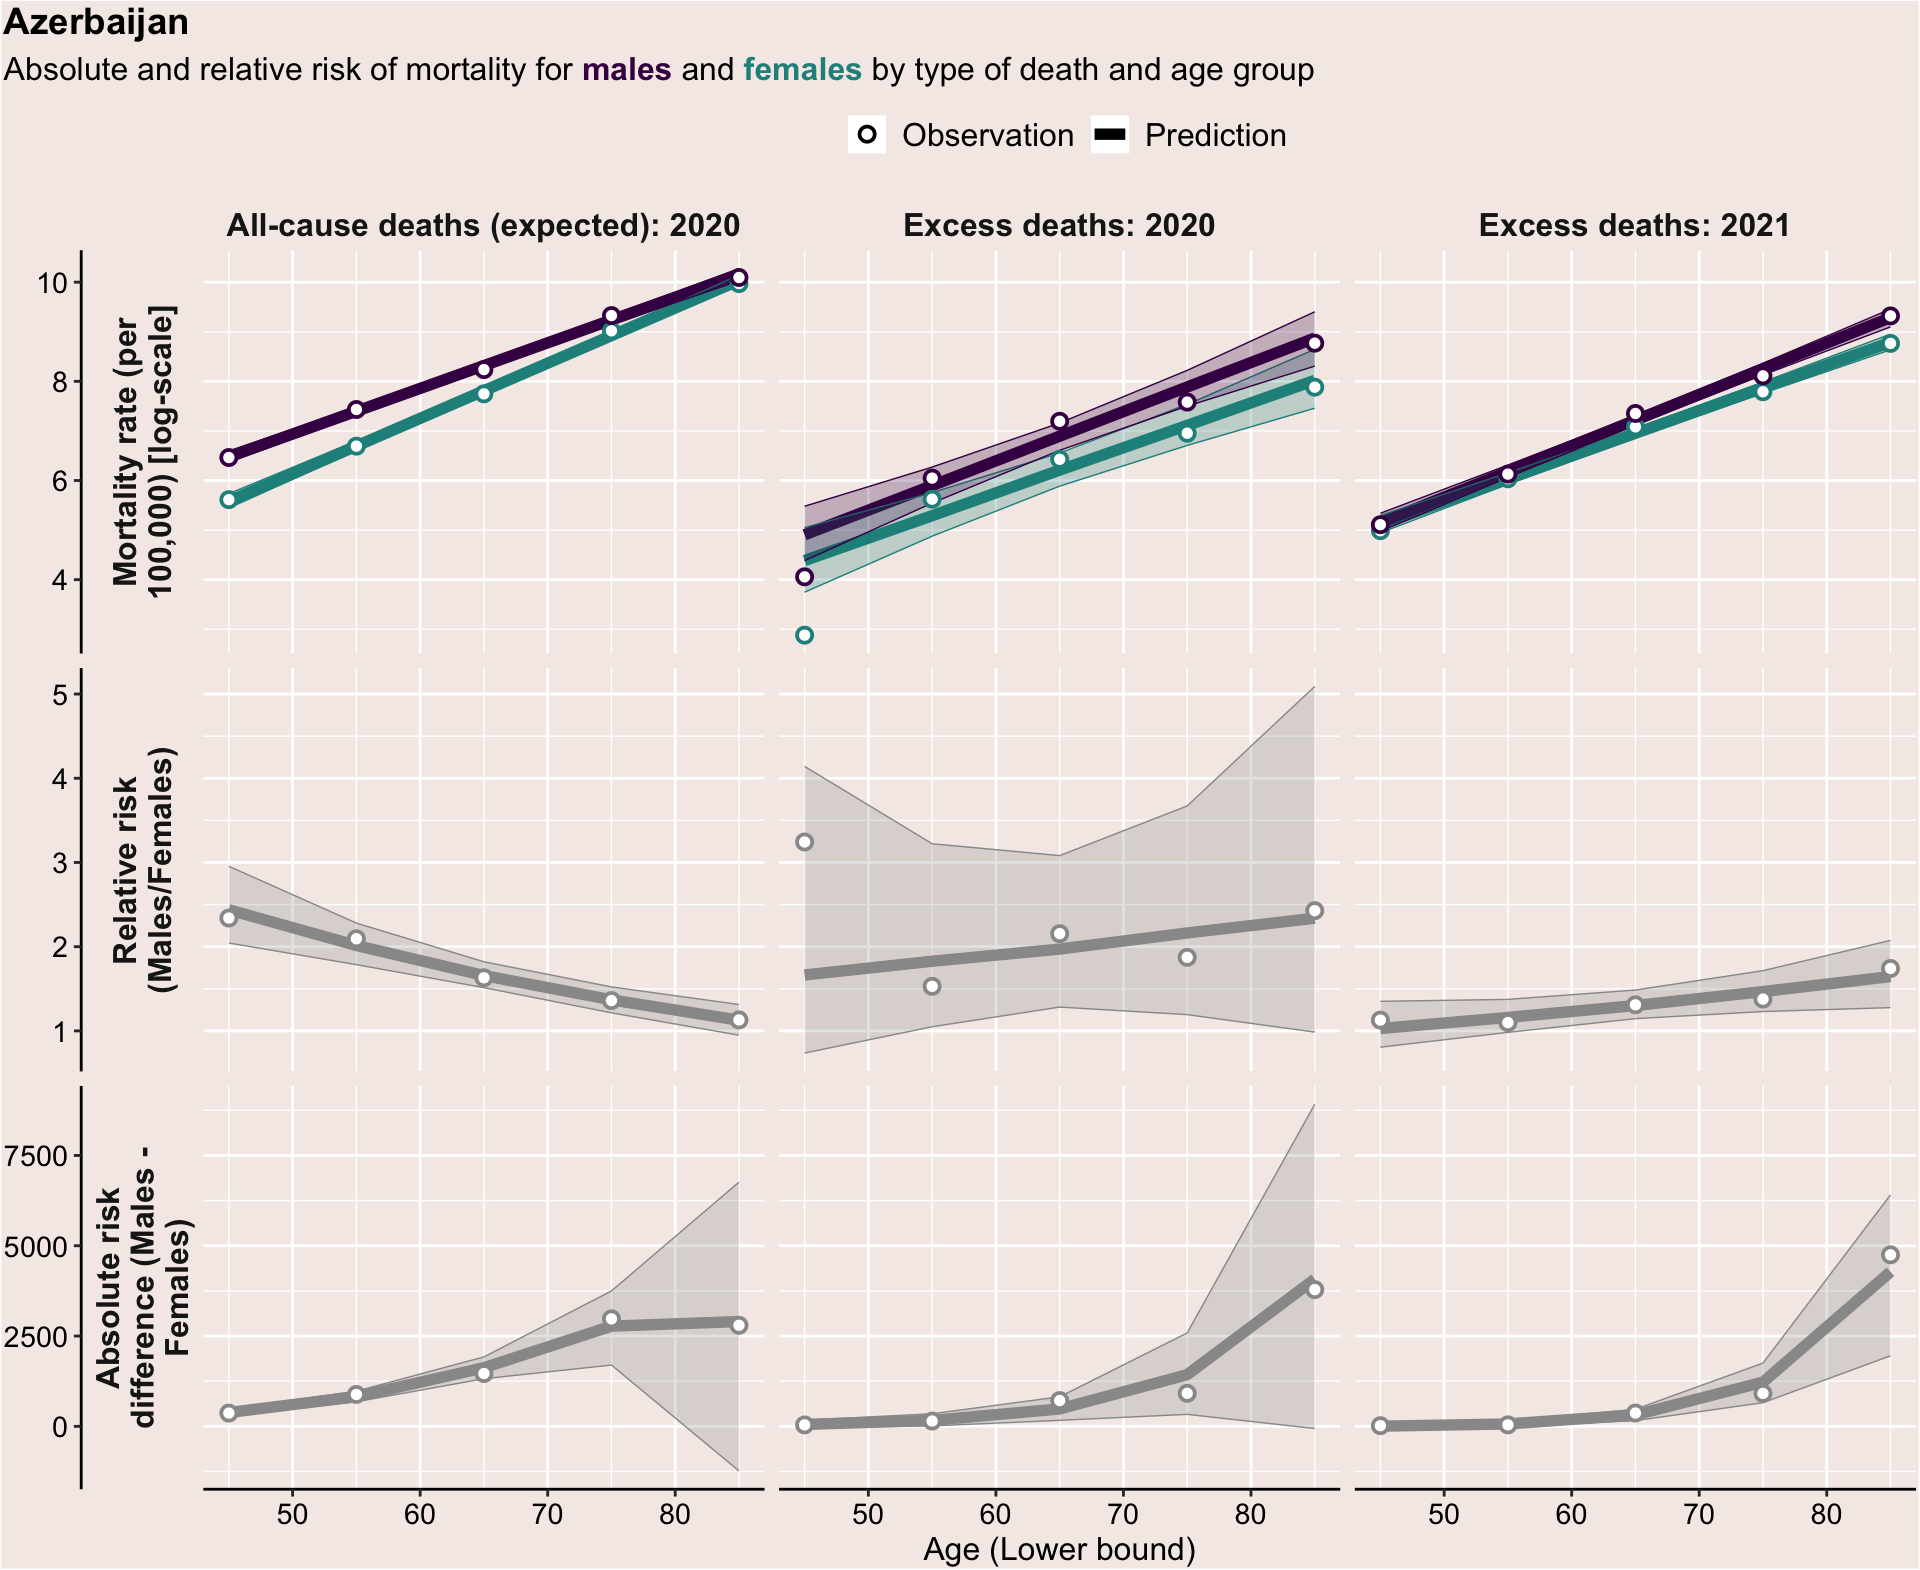 Azerbaijan
Absolute and relative risk of mortality for males and females by type of death and age group
Observation Prediction
All-cause deaths (expected): 2020 Excess deaths: 2020 Excess deaths: 2021
Mortality rate (per
100,000) [log-scale]
10
8
6
4
Relative risk
(Males/Females)
5
4
3
2
1
Absolute risk
difference (Males -
Females)
7500
5000
2500
0
50 60 70 80 50 60 70 80 50 60 70 80
Age (Lower bound)